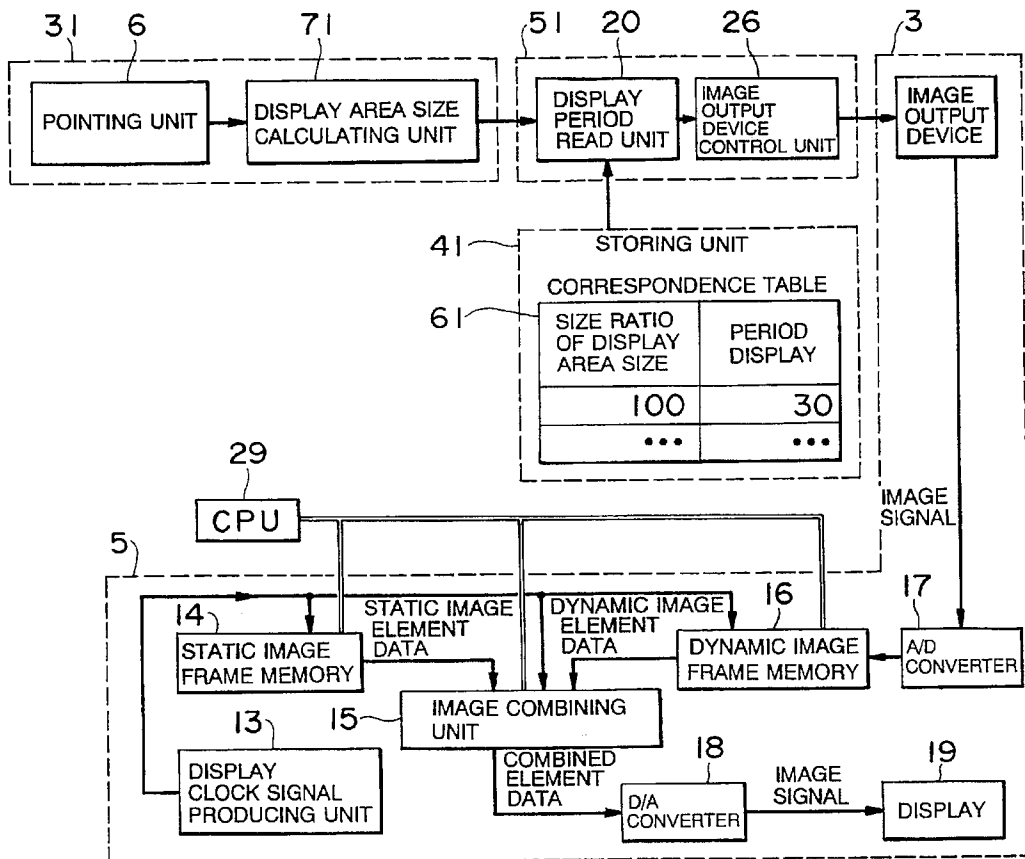 31
6
71
51
20
26
3
POINTING UNIT
DISPLAY AREA SIZE
CALCULATING UNIT
DISPLAY
PERIOD
READ UNIT
IMAGE
OUTPUT
DEVICE
CONTROL UNIT
IMAGE
OUTPUT
DEVICE
41
STORING UNIT
CORRESPONDENCE TABLE
61
SIZE RATIO
OF DISPLAY
AREA SIZE
PERIOD
DISPLAY
100
30
•••
•••
29
CPU
IMAGE
SIGNAL
5
14
STATIC IMAGE
FRAME MEMORY
STATIC IMAGE
ELEMENT
DATA
DYNAMIC IMAGE
ELEMENT
DATA
16
DYNAMIC IMAGE
FRAME MEMORY
17
A/D
CONVERTER
15
IMAGE COMBINING
UNIT
13
DISPLAY
CLOCK SIGNAL
PRODUCING UNIT
COMBINED
ELEMENT
DATA
18
D/A
CONVERTER
IMAGE
SIGNAL
19
DISPLAY